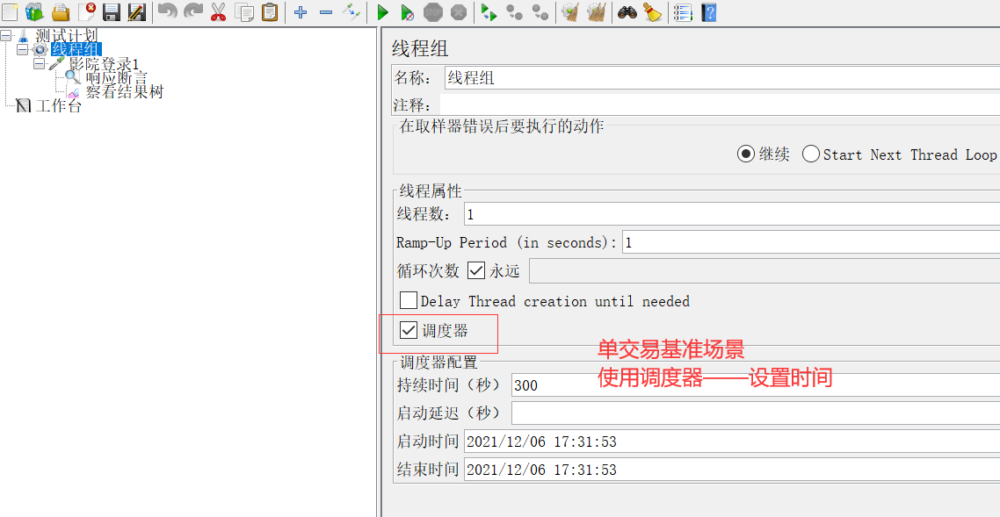 测试计划
线程组
影院登录1
响应断言
察看结果树
工作台
线程组
名称： 线程组
注释：
在取样器错误后要执行的动作
继续 Start Next Thread Loop
线程属性
线程数： 1
Ramp-Up Period (in seconds): 1
循环次数 永远
Delay Thread creation until needed
调度器
单交易基准场景
使用调度器——设置时间
调度器配置
持续时间（秒） 300
启动延迟（秒）
启动时间 2021/12/06 17:31:53
结束时间 2021/12/06 17:31:53